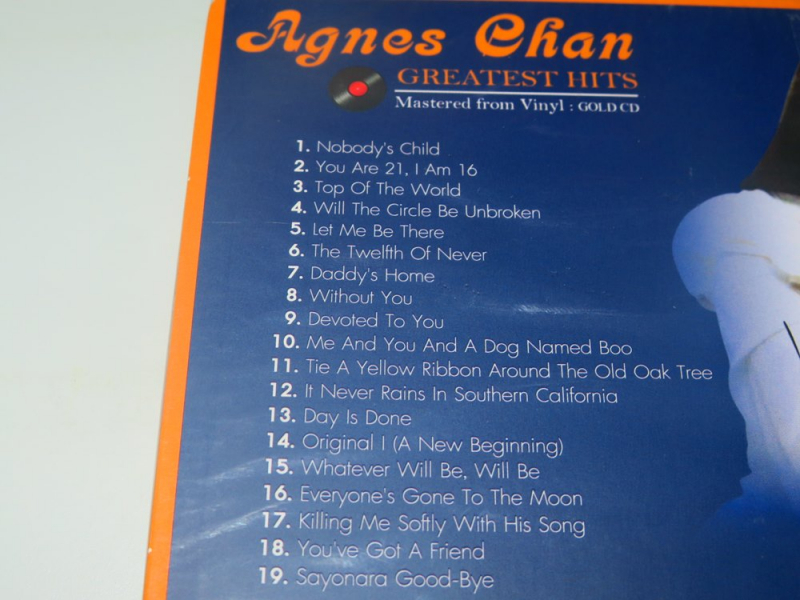 Agnes Chan
GREATEST HITS
Mastered from Vinyl : GOLD CD
1. Nobody's Child
2. You Are 21, I Am 16
3. Top Of The World
4. Will The Circle Be Unbroken
5. Let Me Be There
6. The Twelfth Of Never
7. Daddy's Home
8. Without You
9. Devoted To You
10. Me And You And A Dog Named Boo
11. Tie A Yellow Ribbon Around The Old Oak Tree
12. It Never Rains In Southern California
13. Day Is Done
14. Original I (A New Beginning)
15. Whatever Will Be, Will Be
16. Everyone's Gone To The Moon
17. Killing Me Softly With His Song
18. You've Got A Friend
19. Sayonara Good-Bye